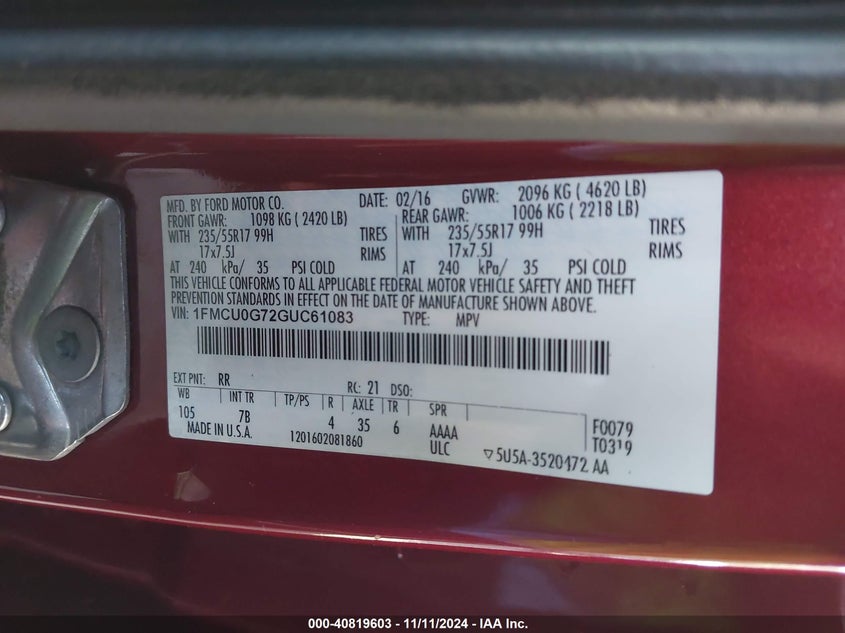 MFD. BY FORD MOTOR CO. DATE: 02/16 GVWR: 2096 KG ( 4620 LB)
FRONT GAWR: 1098 KG ( 2420 LB) REAR GAWR: 1006 KG ( 2218 LB)
WITH 235/55R17 99H TIRES WITH 235/55R17 99H TIRES
17x7.5J RIMS 17x7.5J RIMS
AT 240 kPa/ 35 PSI COLD AT 240 kPa/ 35 PSI COLD
THIS VEHICLE CONFORMS TO ALL APPLICABLE FEDERAL MOTOR VEHICLE SAFETY AND THEFT
PREVENTION STANDARDS IN EFFECT ON THE DATE OF MANUFACTURE SHOWN ABOVE.
VIN: 1FMCU0G72GUC61083 TYPE: MPV
EXT PNT: RR RC: 21 DSO:
WB INT TR TP/PS R AXLE TR SPR
105 7B 4 35 6 AAAA F0079
MADE IN U.S.A. 1201602081860 ULC ▽5U5A-3520472 AA T0319
000-40819603 - 11/11/2024 - IAA Inc.